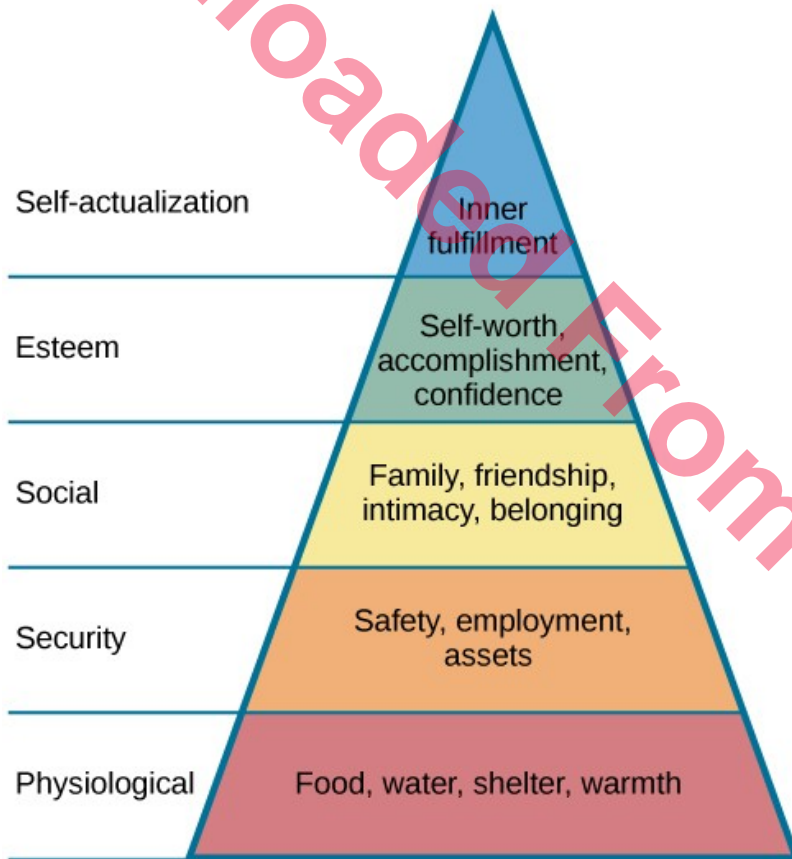 Self-actualization
Inner
fulfillment
Esteem
Self-worth,
accomplishment,
confidence
Social
Family, friendship,
intimacy, belonging
Security
Safety, employment,
assets
Physiological
Food, water, shelter, warmth
From